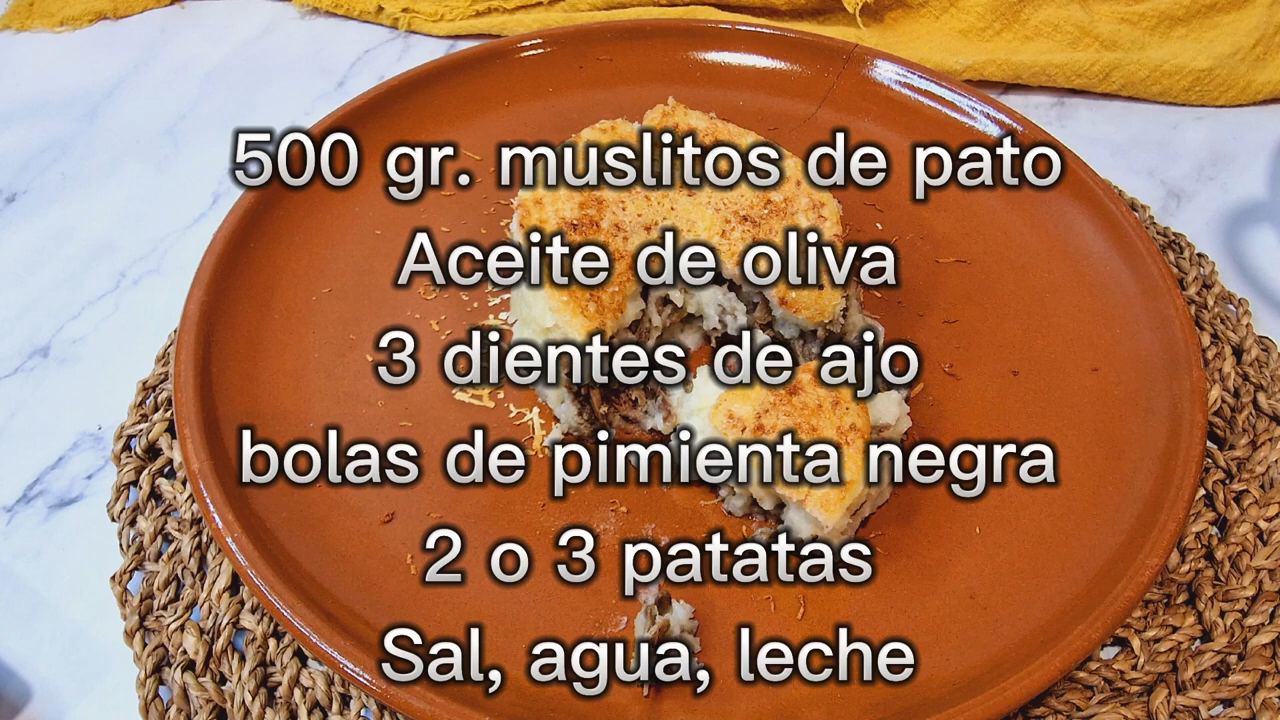 500 gr. muslitos de pato
Aceite de oliva
3 dientes de ajo
bolas de pimienta negra
2 o 3 patatas
Sal, agua, leche